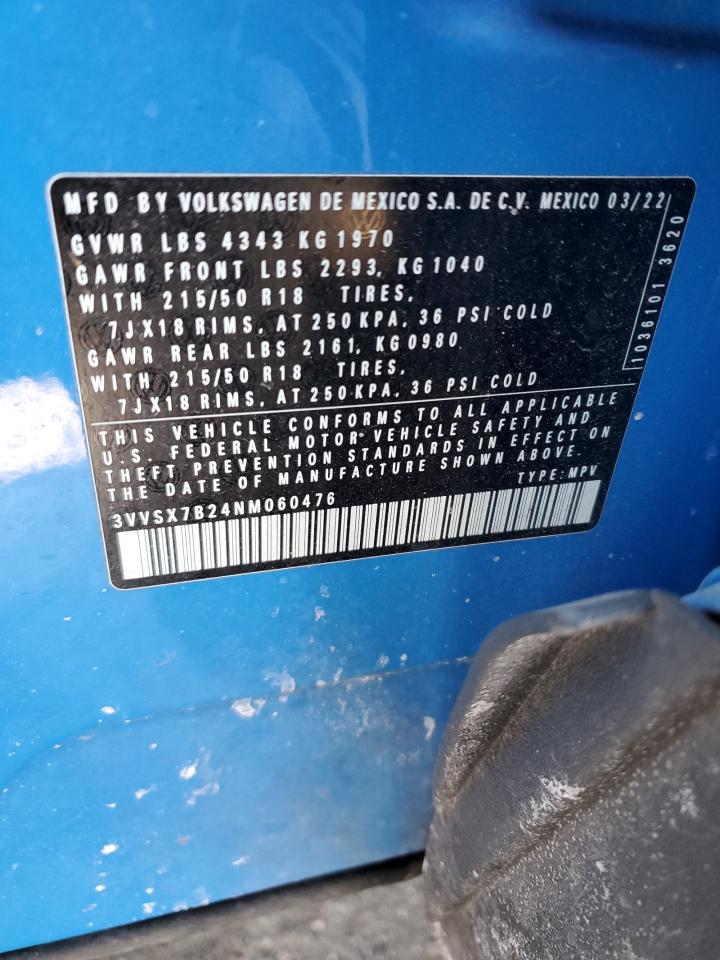 MFD BY VOLKSWAGEN DE MEXICO S.A. DE C.V. MEXICO 03/22
GVWR LBS 4343 KG 1970
GAWR FRONT LBS 2293, KG 1040
WITH 215/50 R18 TIRES,
7JX18 RIMS, AT 250 KPA, 36 PSI COLD
GAWR REAR LBS 2161, KG 0980
WITH 215/50 R18 TIRES,
7JX18 RIMS, AT 250 KPA, 36 PSI COLD
1036101 3620
THIS VEHICLE CONFORMS TO ALL APPLICABLE
U.S. FEDERAL MOTOR VEHICLE SAFETY AND
THEFT PREVENTION STANDARDS IN EFFECT ON
THE DATE OF MANUFACTURE SHOWN ABOVE.
TYPE: MPV
3VVSX7B24NM060476